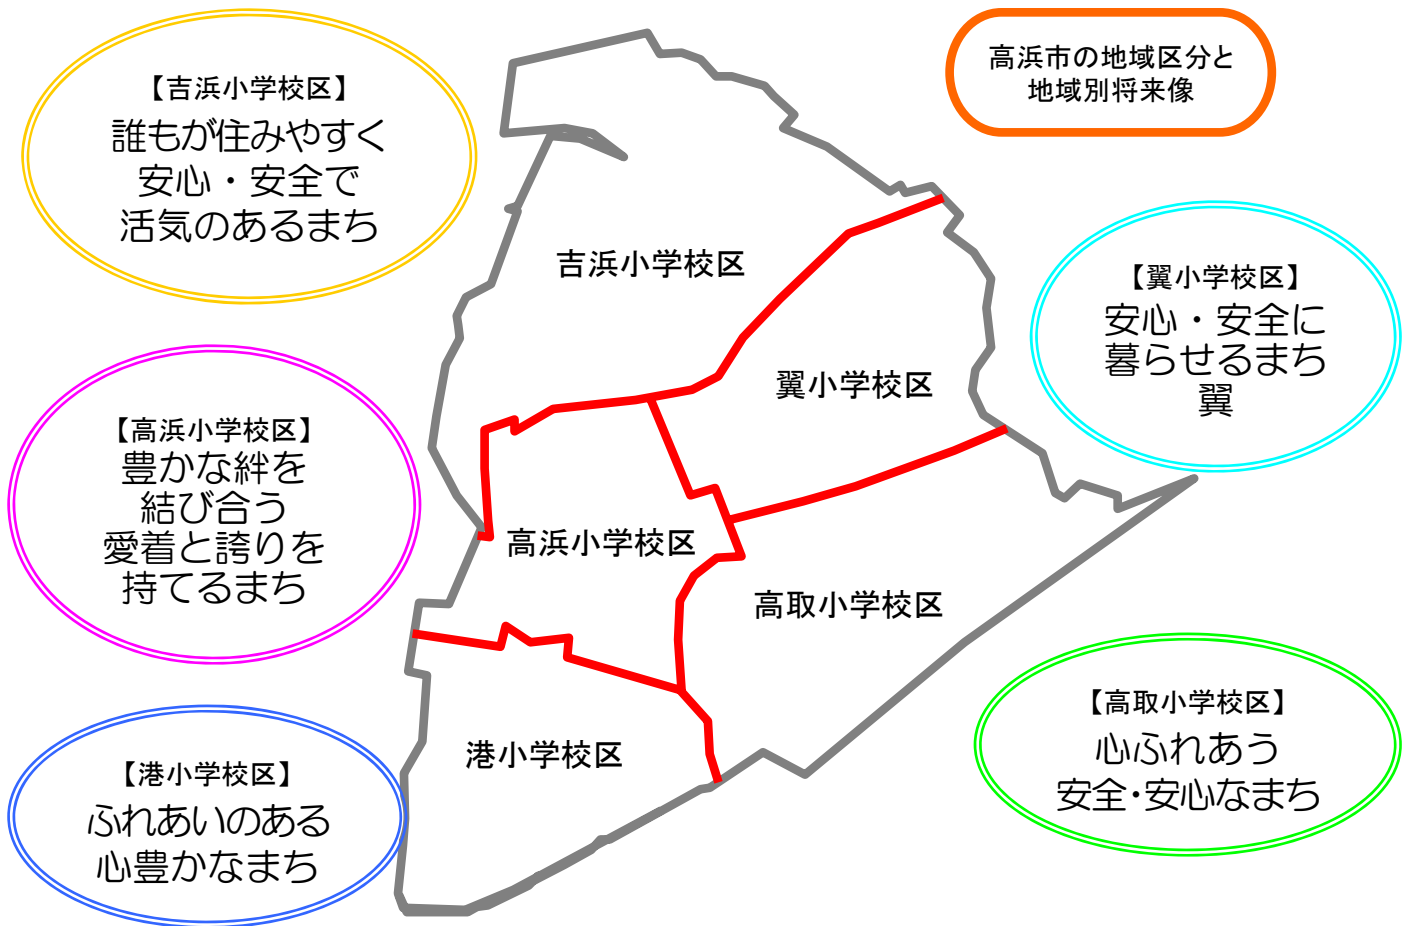 高浜市の地域区分と
地域別将来像
【吉浜小学校区】
誰もが住みやすく
安心・安全で
活気のあるまち
吉浜小学校区
【翼小学校区】
安心・安全に
暮らせるまち
翼
翼小学校区
【高浜小学校区】
豊かな絆を
結び合う
愛着と誇りを
持てるまち
高浜小学校区
高取小学校区
【高取小学校区】
心ふれあう
安全・安心なまち
港小学校区
【港小学校区】
ふれあいのある
心豊かなまち